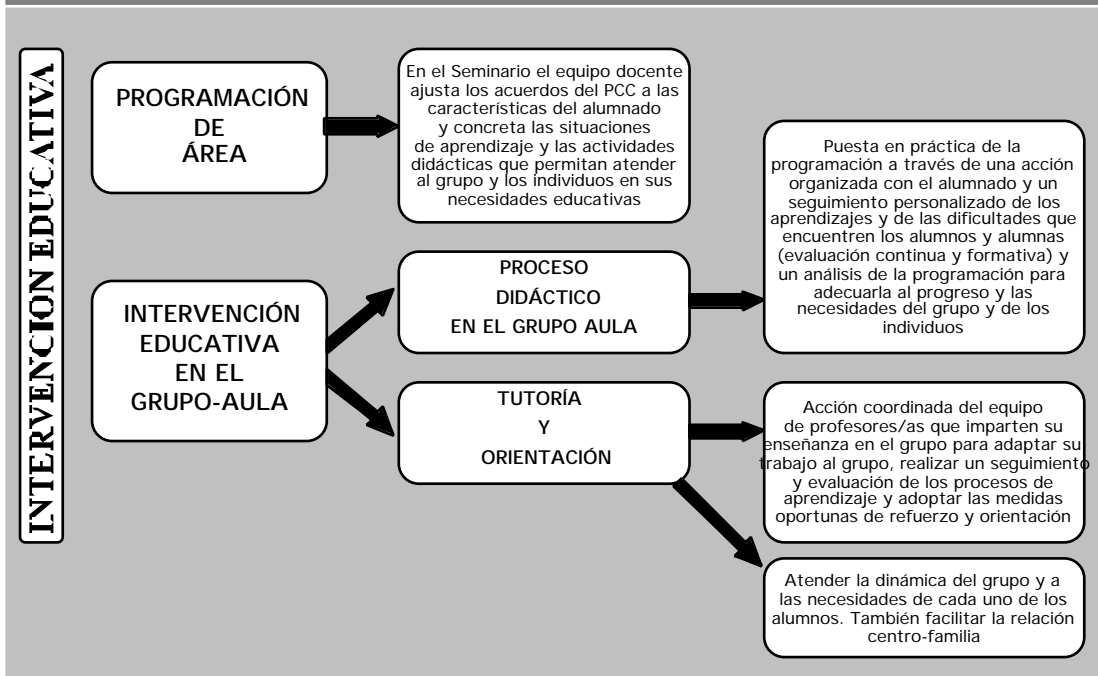 INTERVENCION EDUCATIVA
PROGRAMACIÓN
DE
ÁREA
En el Seminario el equipo docente
ajusta los acuerdos del PCC a las
características del alumnado
y concreta las situaciones
de aprendizaje y las actividades
didácticas que permitan atender
al grupo y los individuos en sus
necesidades educativas
INTERVENCIÓN
EDUCATIVA
EN EL
GRUPO-AULA
PROCESO
DIDÁCTICO
EN EL GRUPO AULA
Puesta en práctica de la
programación a través de una acción
organizada con el alumnado y un
seguimiento personalizado de los
aprendizajes y de las dificultades que
encuentren los alumnos y alumnas
(evaluación continua y formativa) y
un análisis de la programación para
adecuarla al progreso y las
necesidades del grupo y de los
individuos
TUTORÍA
Y
ORIENTACIÓN
Acción coordinada del equipo
de profesores/as que imparten su
enseñanza en el grupo para adaptar su
trabajo al grupo, realizar un seguimiento
y evaluación de los procesos de
aprendizaje y adoptar las medidas
oportunas de refuerzo y orientación
Atender la dinámica del grupo y a
las necesidades de cada uno de los
alumnos. También facilitar la relación
centro-familia